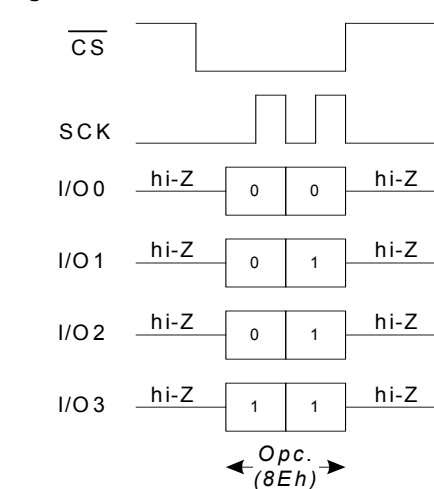 CS
SCK
I/O0 hi-Z 0 0 hi-Z
I/O1 hi-Z 0 1 hi-Z
I/O2 hi-Z 0 1 hi-Z
I/O3 hi-Z 1 1 hi-Z
Opc.
(8Eh)